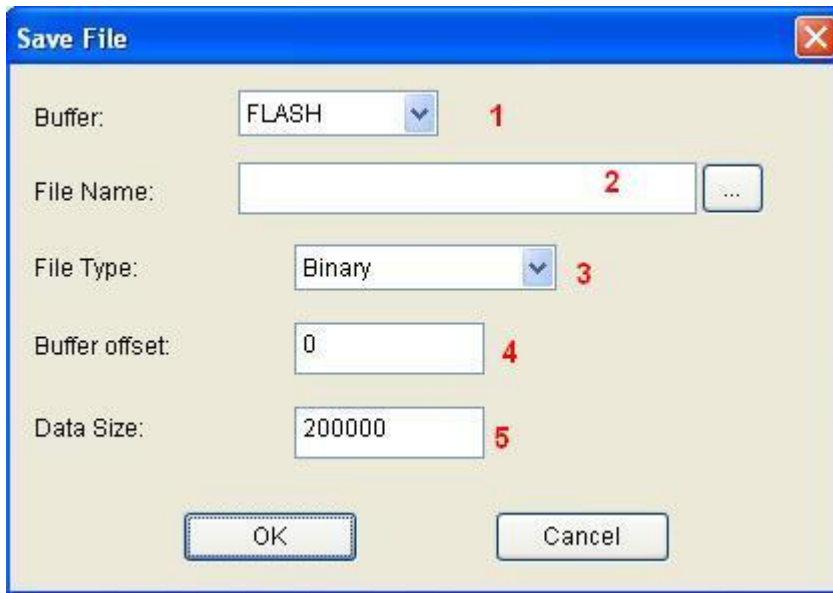 Save File
Buffer: FLASH 1
File Name: 2 ...
File Type: Binary 3
Buffer offset: 0 4
Data Size: 200000 5
OK Cancel